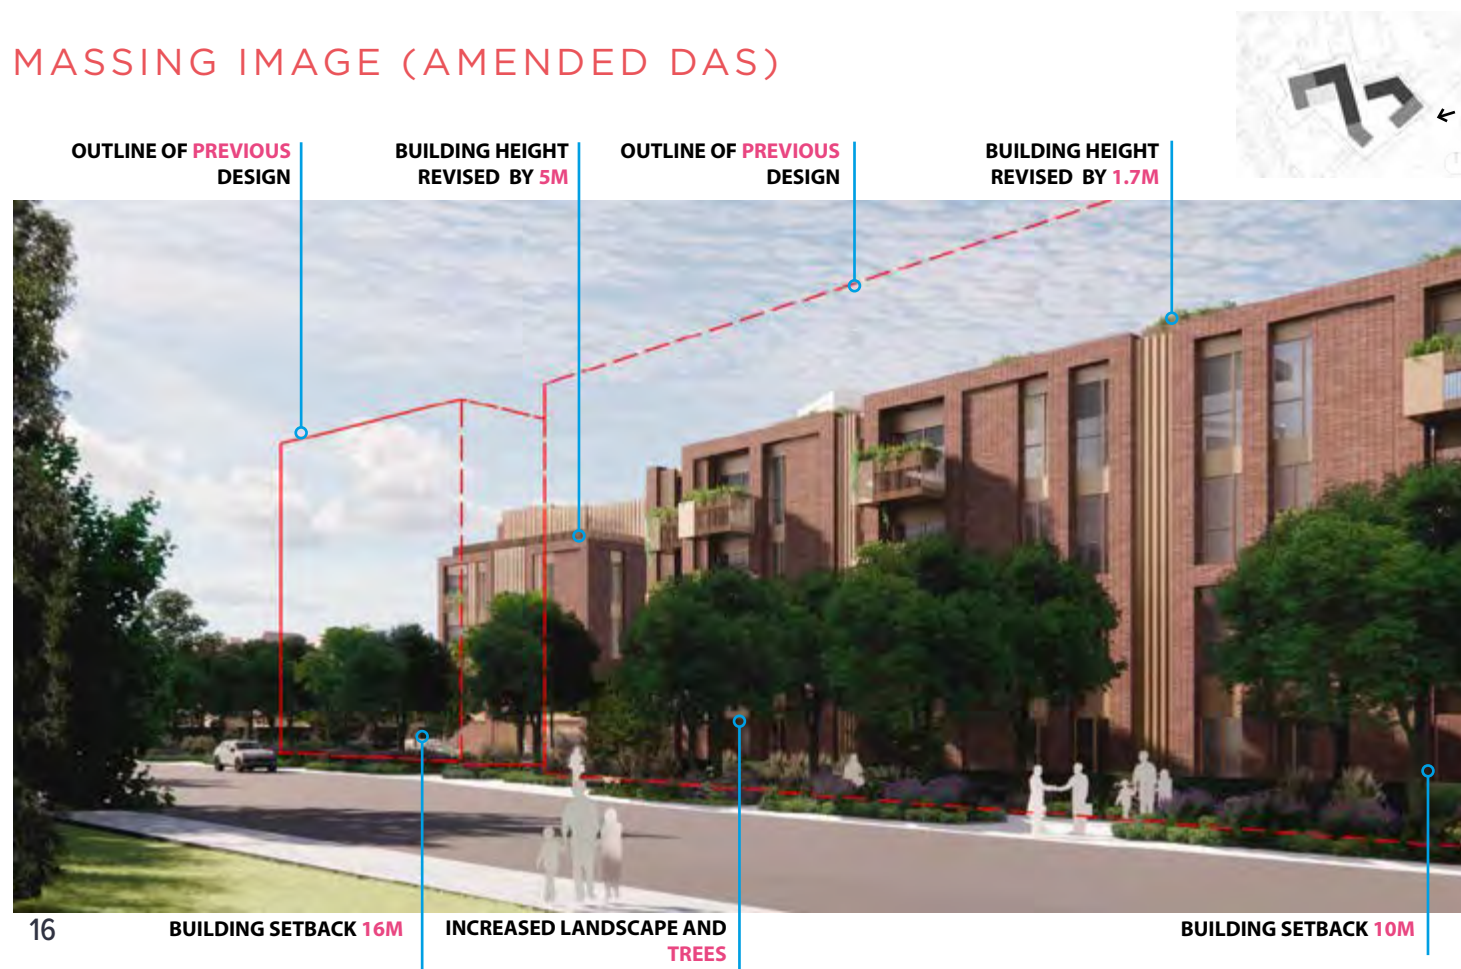 MASSING IMAGE (AMENDED DAS)
OUTLINE OF PREVIOUS
DESIGN
BUILDING HEIGHT
REVISED BY 5M
OUTLINE OF PREVIOUS
DESIGN
BUILDING HEIGHT
REVISED BY 1.7M
16
BUILDING SETBACK 16M
INCREASED LANDSCAPE AND
TREES
BUILDING SETBACK 10M